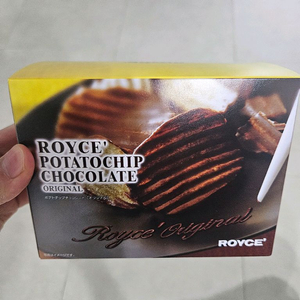 ROYCE'
POTATOCHIP
CHOCOLATE
ORIGINAL
Royce' Original
ROYCE'